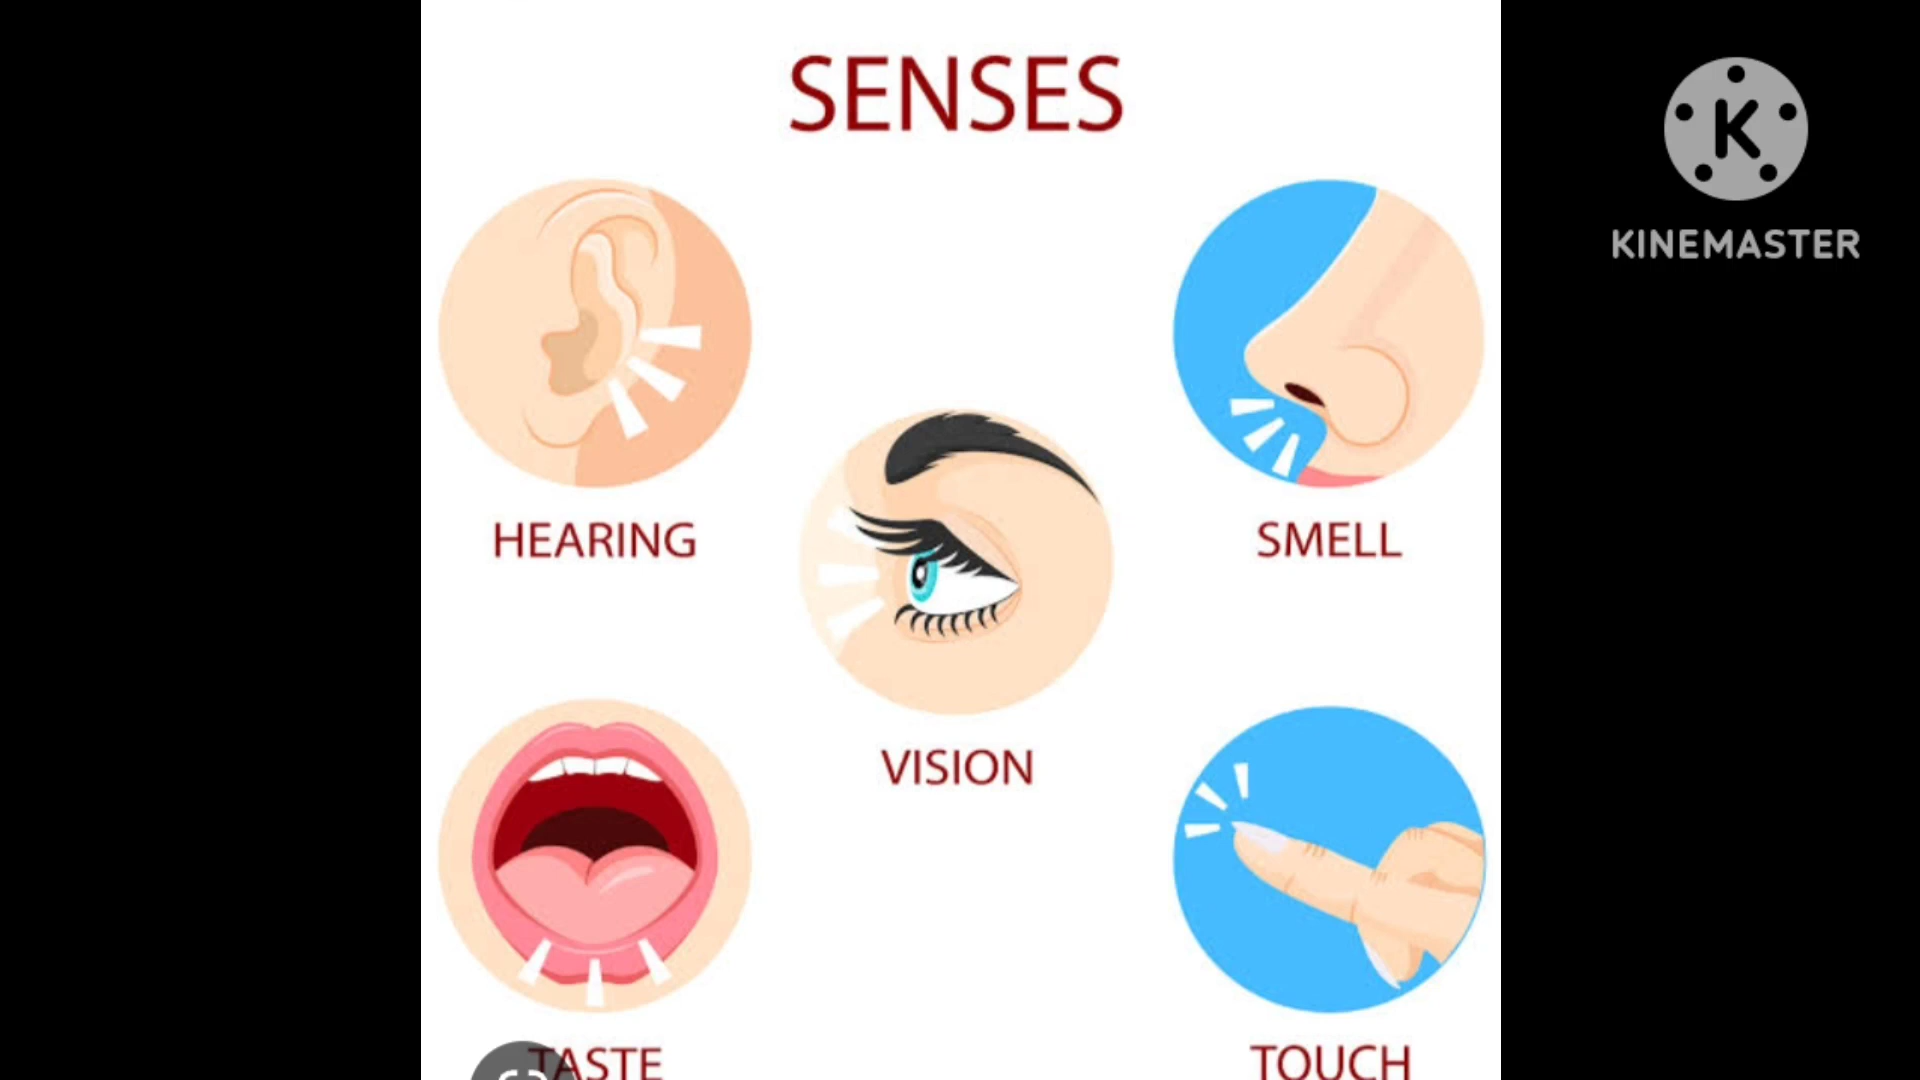 SENSES
K
KINEMASTER
HEARING
SMELL
VISION
TASTE
TOUCH